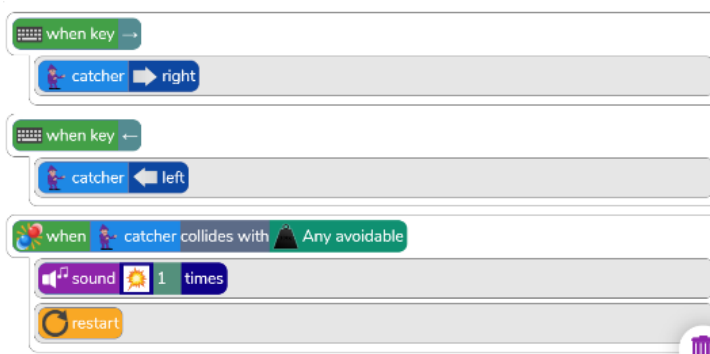 when key →
catcher right
when key ←
catcher left
when catcher collides with Any avoidable
sound 1 times
restart